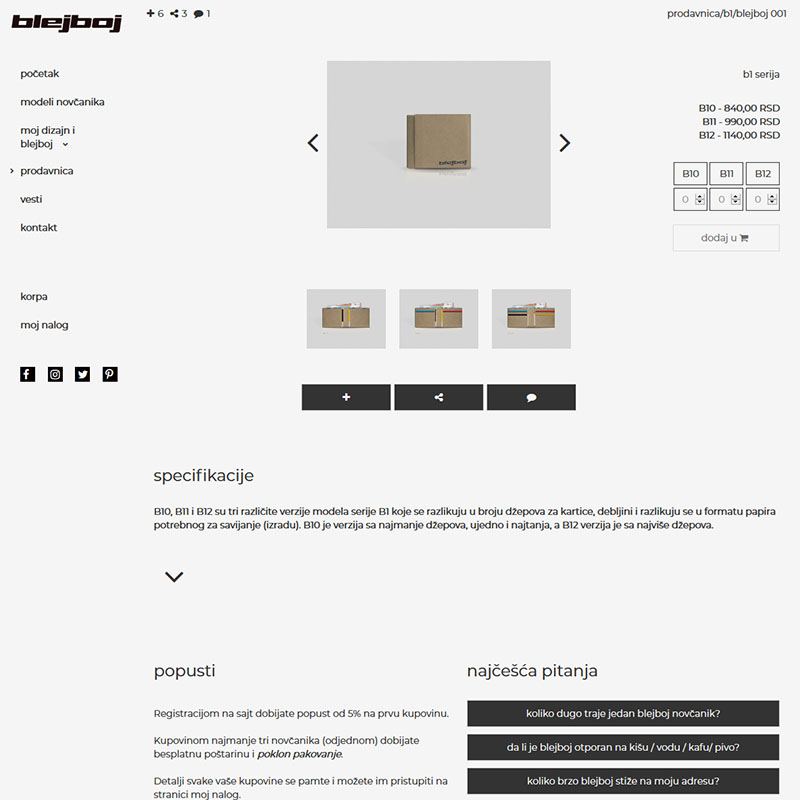 blejboj
6 3 1
prodavnica/b1/blejboj 001
početak
modeli novčanika
moj dizajn i
blejboj
prodavnica
vesti
kontakt
korpa
moj nalog
blejboj
b1 serija
B10 - 840,00 RSD
B11 - 990,00 RSD
B12 - 1140,00 RSD
B10 B11 B12
0 0 0
dodaj u
specifikacije
B10, B11 i B12 su tri različite verzije modela serije B1 koje se razlikuju u broju džepova za kartice, debljini i razlikuju se u formatu papira
potrebnog za savijanje (izradu). B10 je verzija sa najmanje džepova, ujedno i najtanja, a B12 verzija je sa najviše džepova.
popusti
Registracijom na sajt dobijate popust od 5% na prvu kupovinu.
Kupovinom najmanje tri novčanika (odjednom) dobijate
besplatnu poštarinu i poklon pakovanje.
Detalji svake vaše kupovine se pamte i možete im pristupiti na
stranici moj nalog.
najčešća pitanja
koliko dugo traje jedan blejboj novčanik?
da li je blejboj otporan na kišu / vodu / kafu/ pivo?
koliko brzo blejboj stiže na moju adresu?